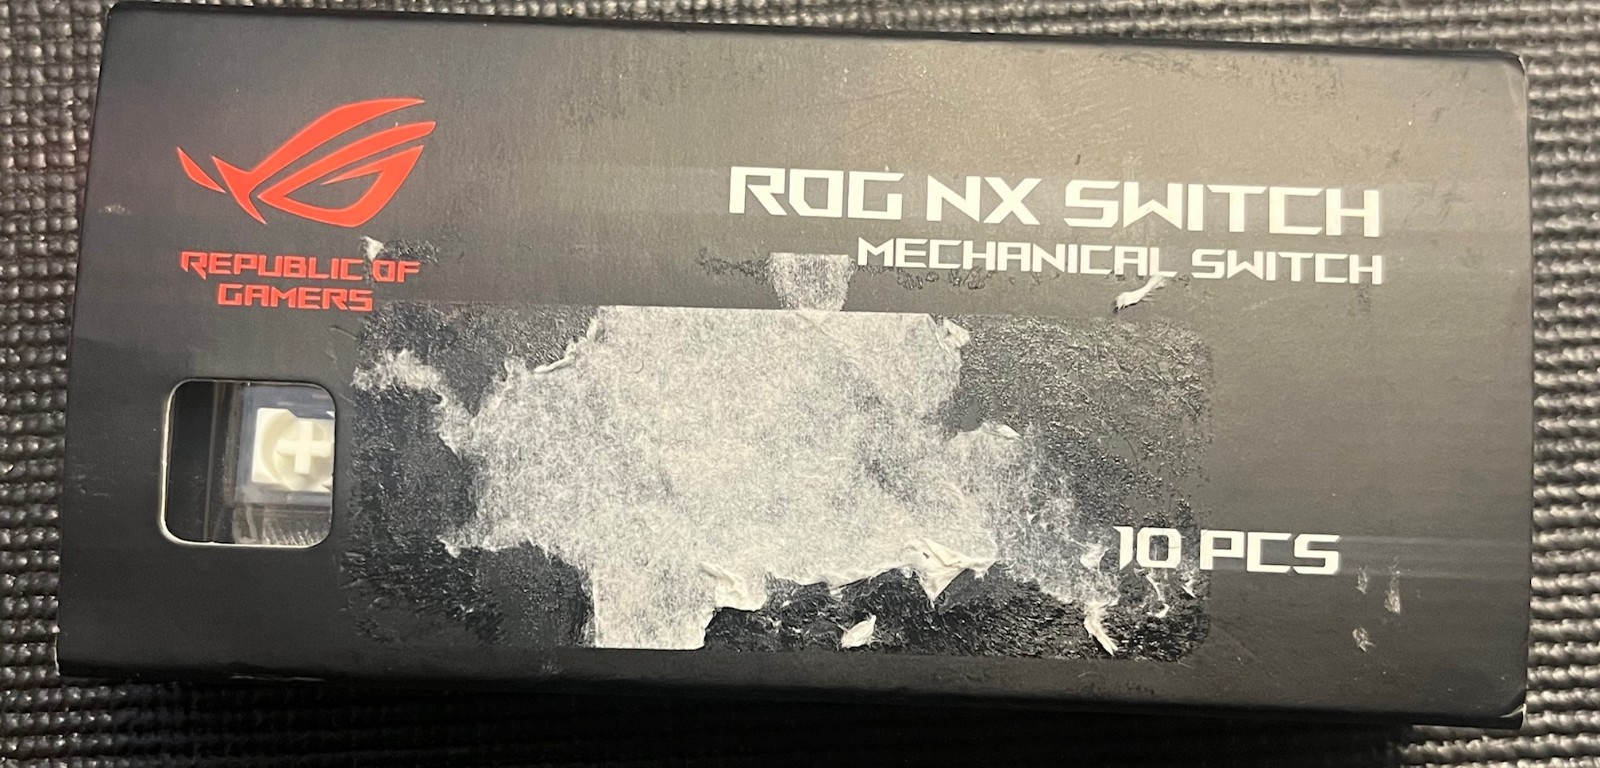 REPUBLIC OF
GAMERS
ROG NX SWITCH
MECHANICAL SWITCH
10 PCS